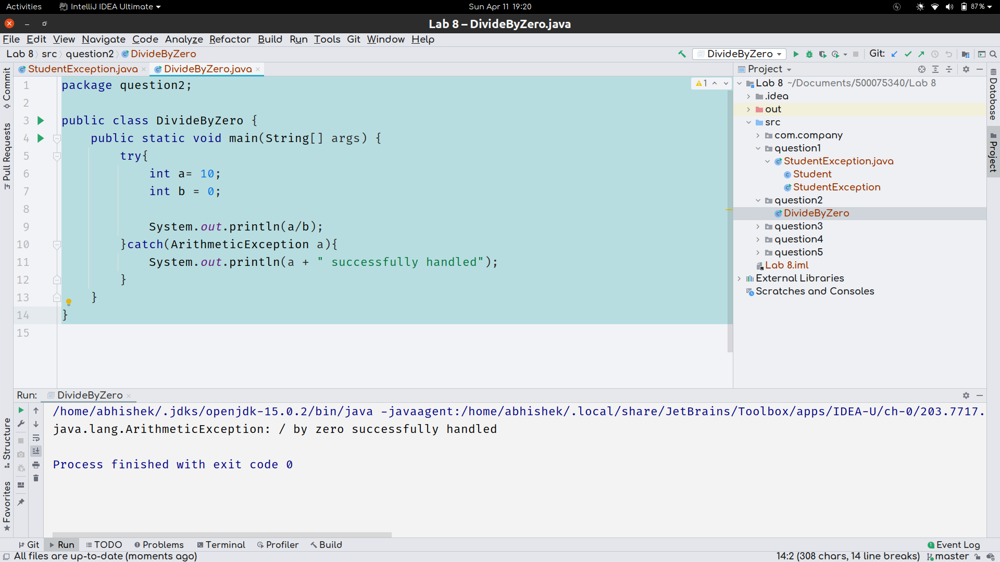 Activities IntelliJ IDEA Ultimate Sun Apr 11 19:20 87%
Lab 8 – DivideByZero.java
File Edit View Navigate Code Analyze Refactor Build Run Tools Git Window Help
Lab 8 src question2 DivideByZero DivideByZero Git:
StudentException.java DivideByZero.java
1 package question2;
2
3 public class DivideByZero {
4 public static void main(String[] args) {
5 try{
6 int a= 10;
7 int b = 0;
8
9 System.out.println(a/b);
10 }catch(ArithmeticException a){
11 System.out.println(a + " successfully handled");
12 }
13 }
14 }
15
1
Commit
Pull Requests
Structure
Favorites
Project
Lab 8 ~/Documents/500075340/Lab 8
.idea
out
src
com.company
question1
StudentException.java
Student
StudentException
question2
DivideByZero
question3
question4
question5
Lab 8.iml
External Libraries
Scratches and Consoles
Database
Project
Run: DivideByZero
/home/abhishek/.jdks/openjdk-15.0.2/bin/java -javaagent:/home/abhishek/.local/share/JetBrains/Toolbox/apps/IDEA-U/ch-0/203.7717.
java.lang.ArithmeticException: / by zero successfully handled
Process finished with exit code 0
Git Run TODO Problems Terminal Profiler Build 1 Event Log
All files are up-to-date (moments ago) 14:2 (308 chars, 14 line breaks) master